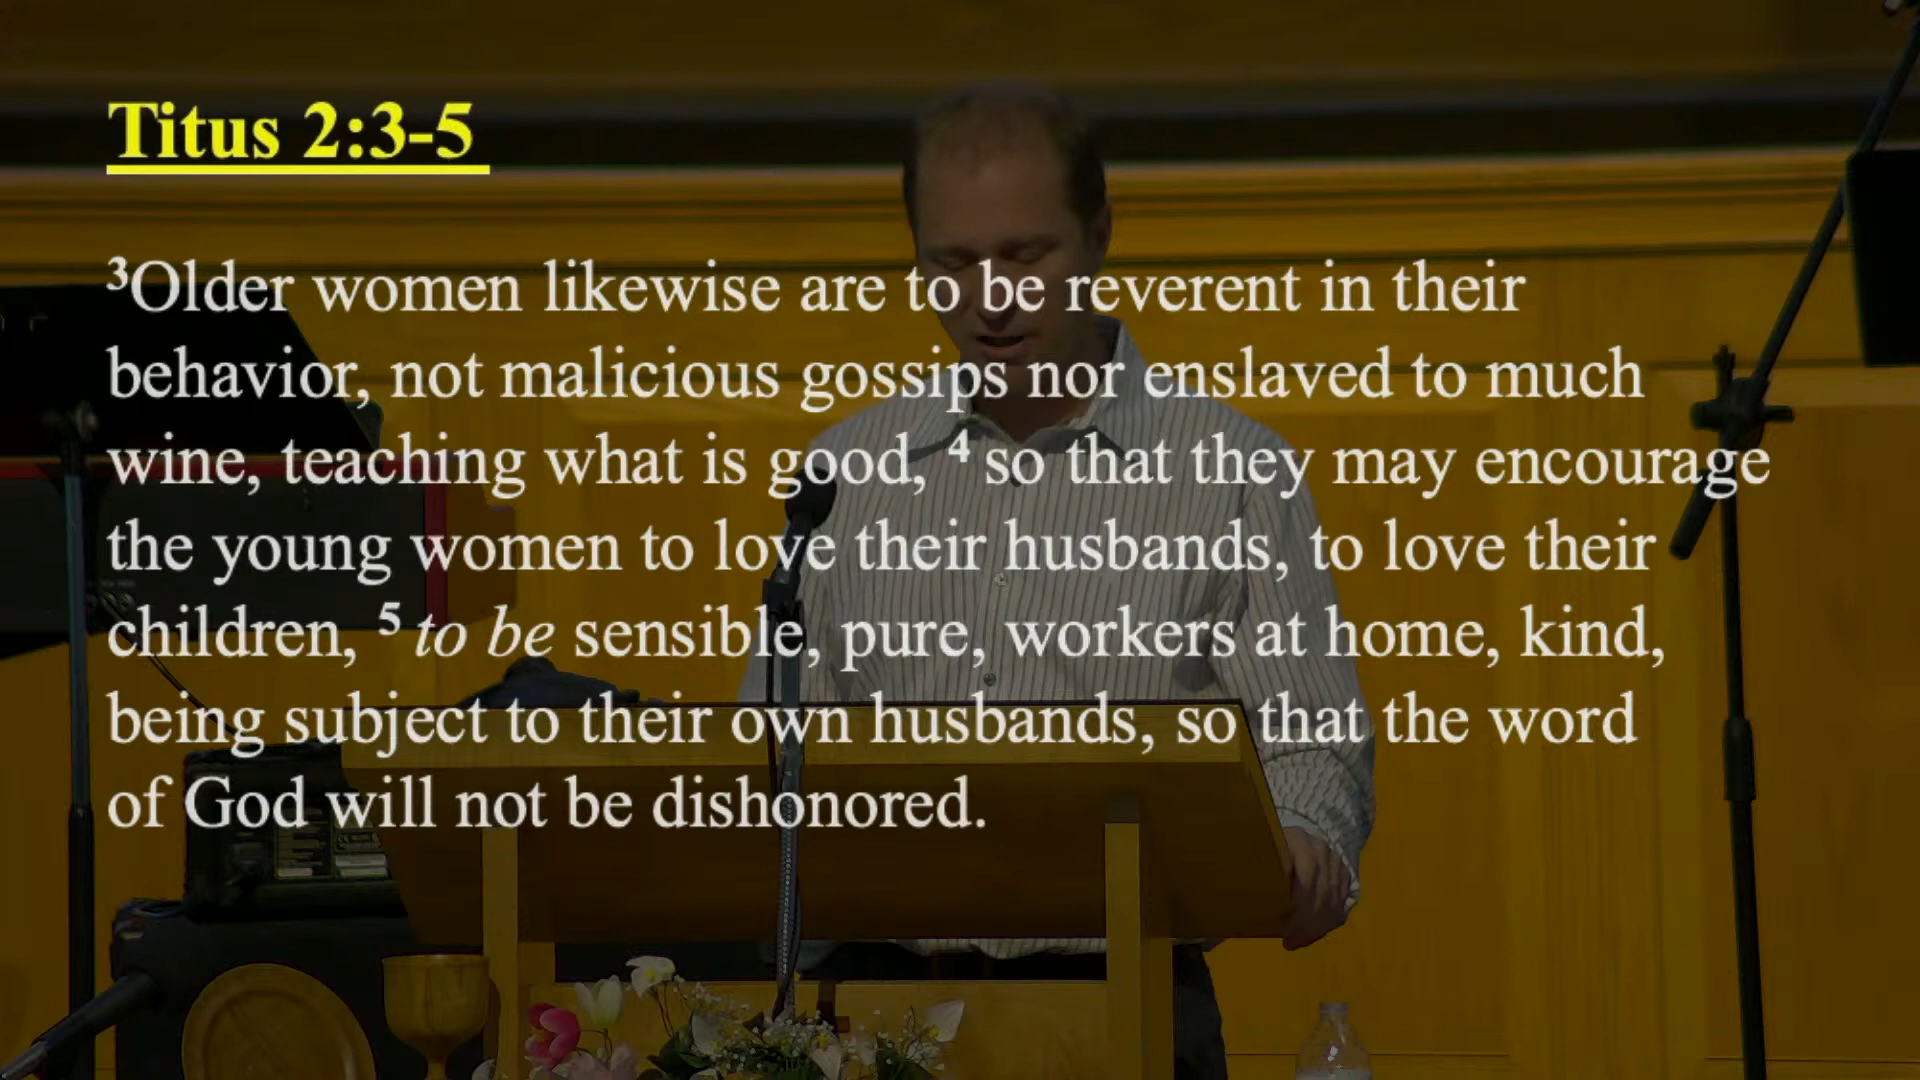 Titus 2:3-5
³Older women likewise are to be reverent in their
behavior, not malicious gossips nor enslaved to much
wine, teaching what is good, ⁴ so that they may encourage
the young women to love their husbands, to love their
children, ⁵ to be sensible, pure, workers at home, kind,
being subject to their own husbands, so that the word
of God will not be dishonored.